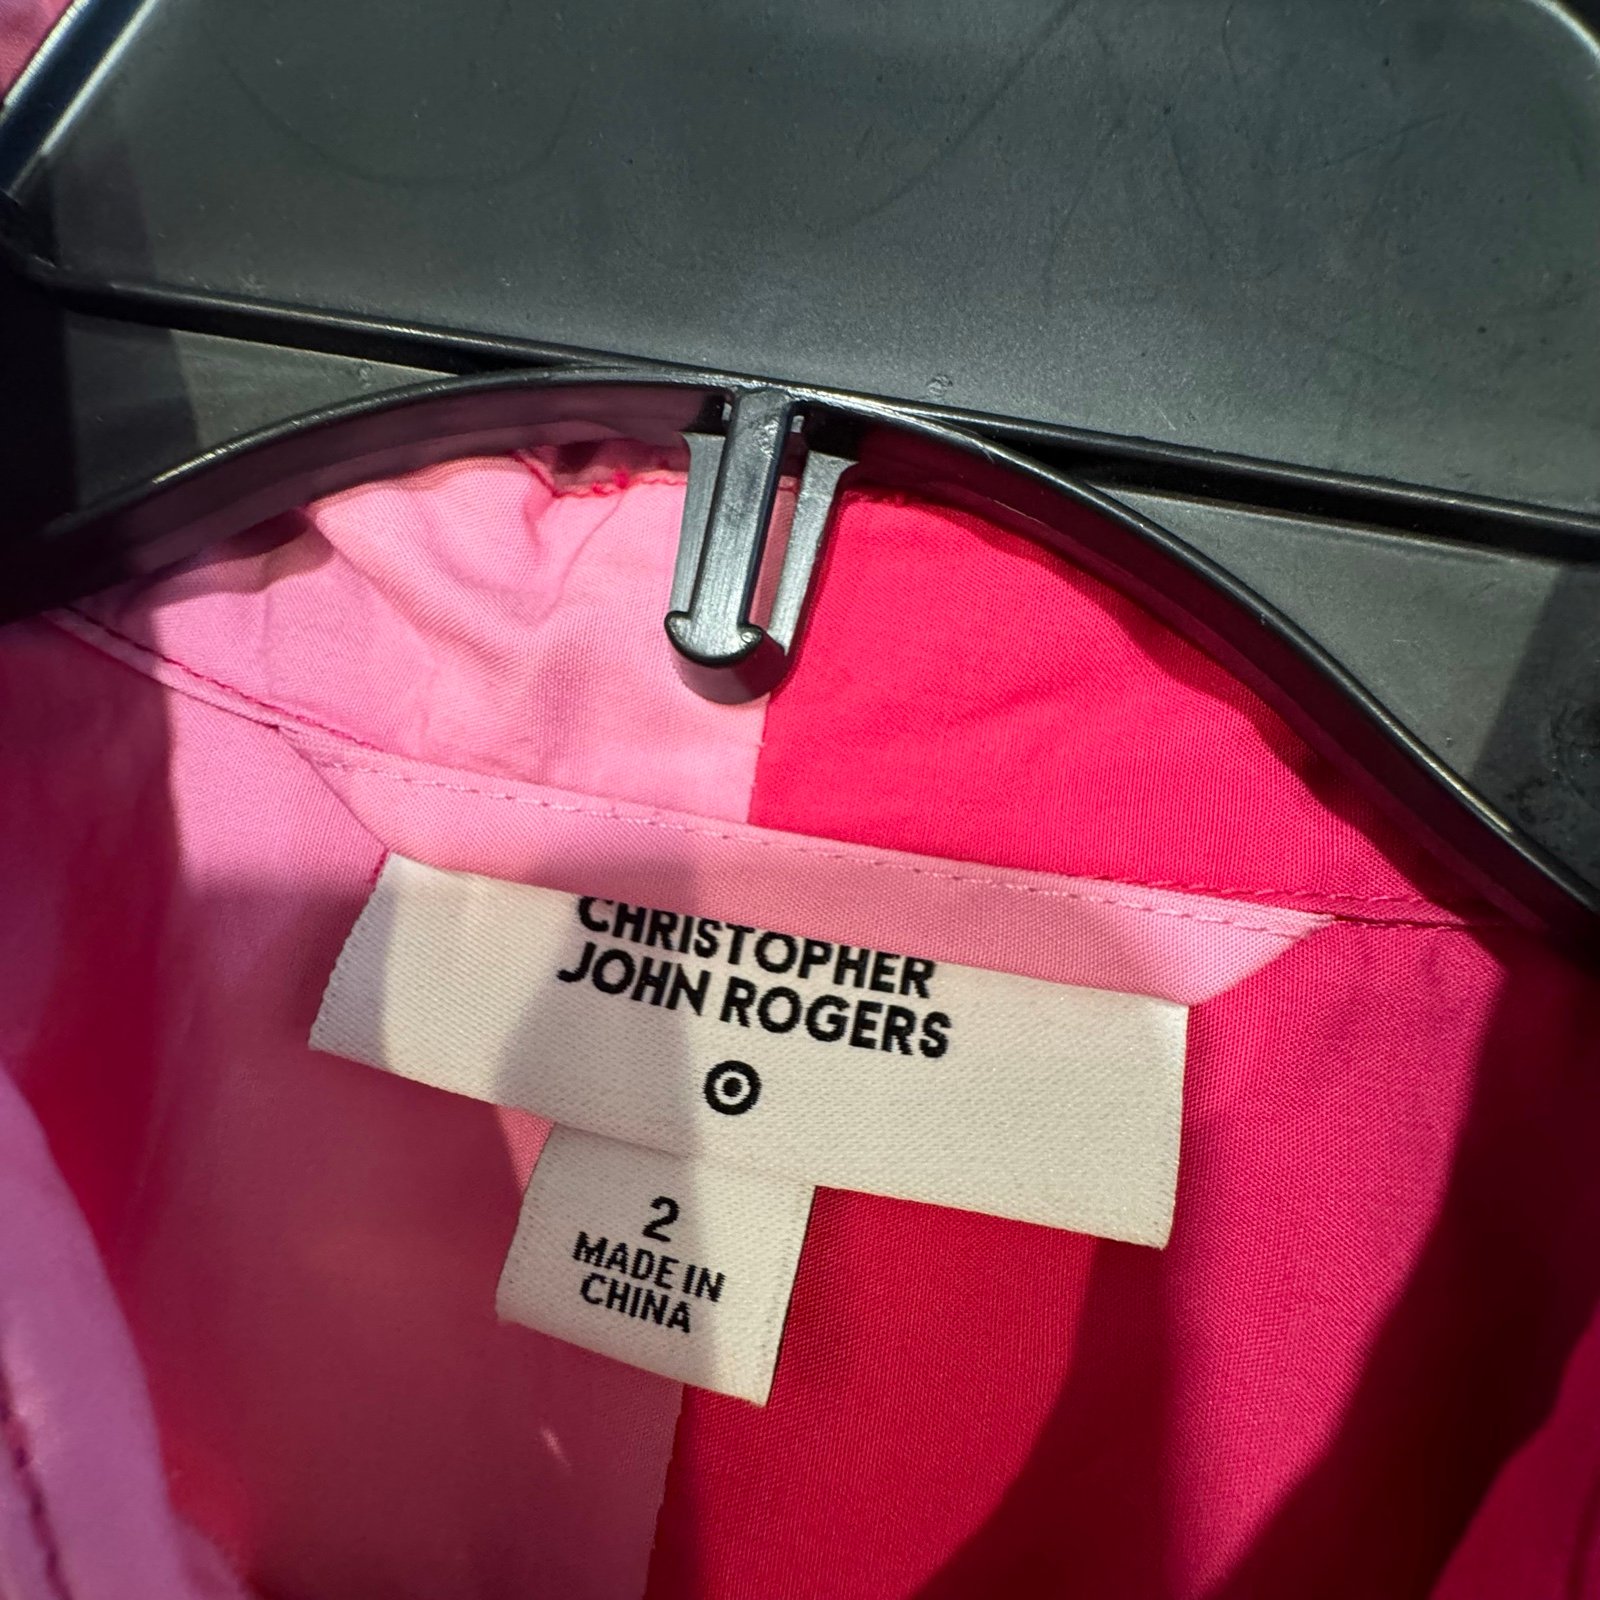 CHRISTOPHER
JOHN ROGERS
2
MADE IN
CHINA